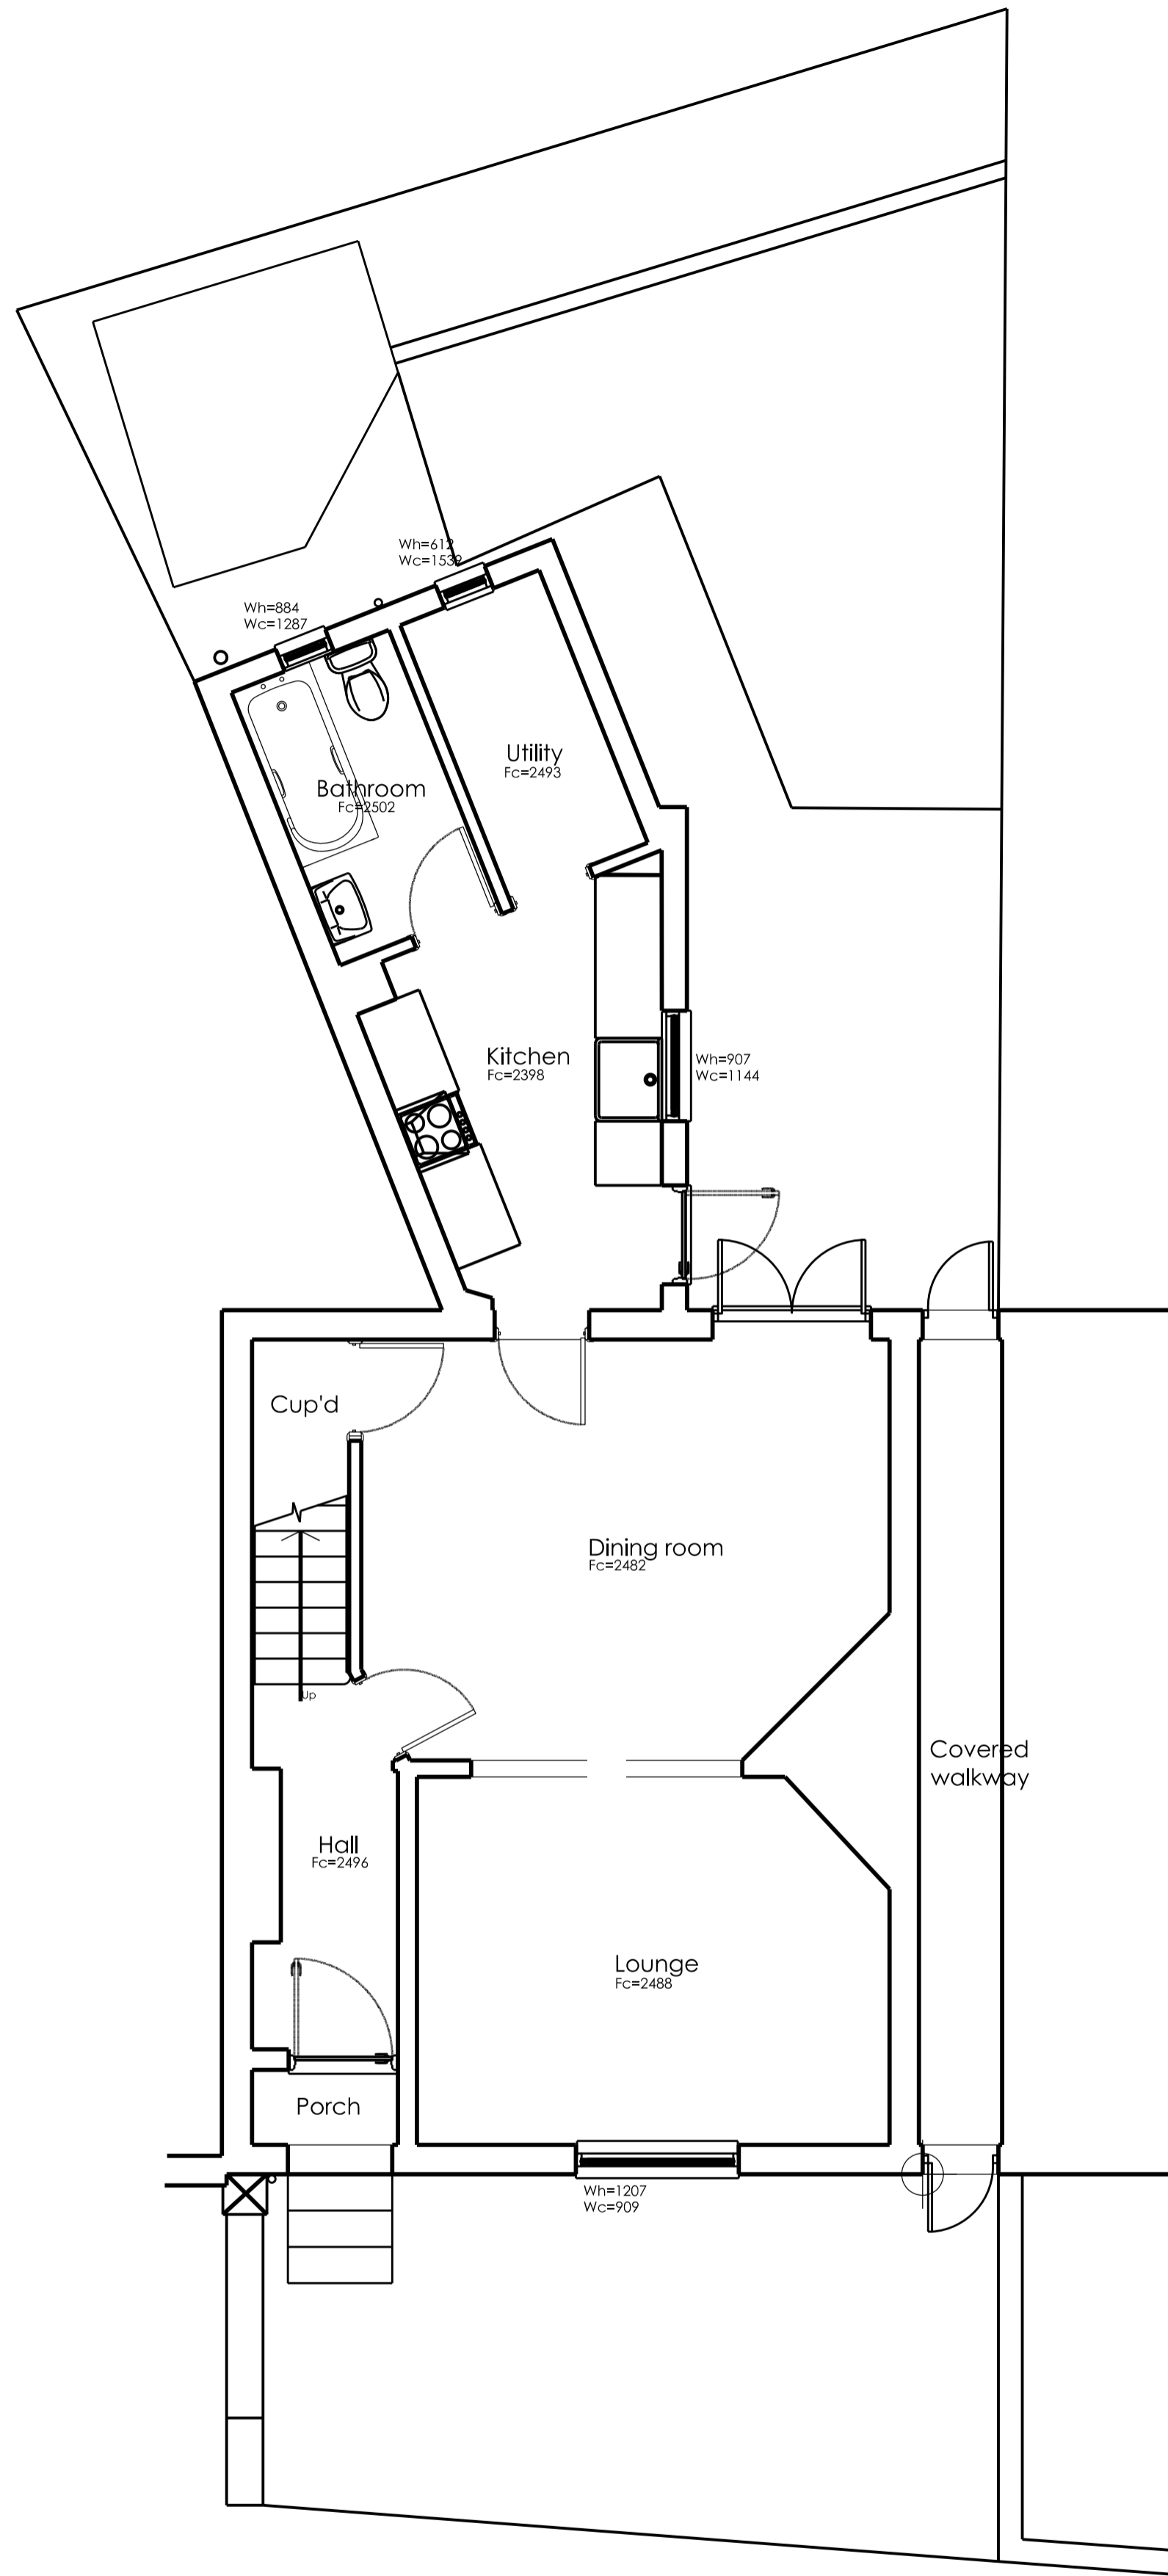 Wh=612
Wc=1539
Wh=884
Wc=1287
Utility
Fc=2493
Bathroom
Fc=2502
Kitchen
Fc=2398
Wh=907
Wc=1144
Cup'd
Dining room
Fc=2482
Up
Covered
walkway
Hall
Fc=2496
Lounge
Fc=2488
Porch
Wh=1207
Wc=909